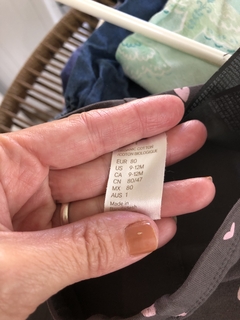 EUR 80
US 9-12M
CA 9-12M
CN 80/47
MX 80
AUS 1
Made in